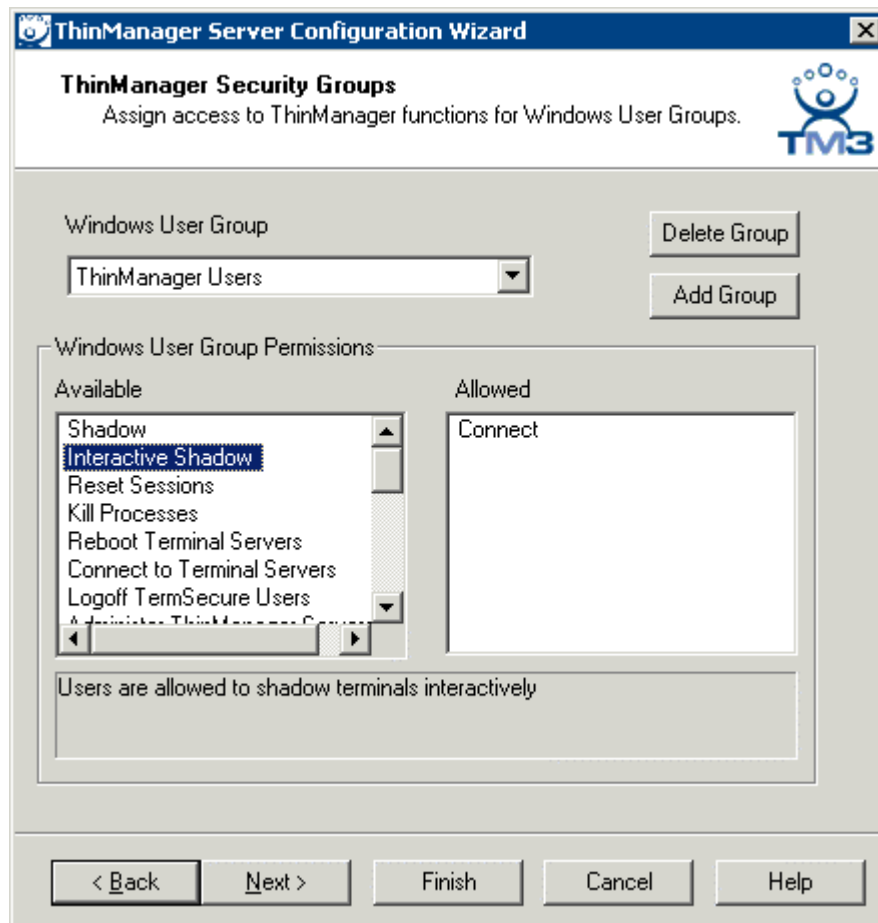 ThinManager Server Configuration Wizard
ThinManager Security Groups
Assign access to ThinManager functions for Windows User Groups.
TM3
Windows User Group
Delete Group
ThinManager Users
Add Group
Windows User Group Permissions
Available
Allowed
Shadow
Connect
Interactive Shadow
Reset Sessions
Kill Processes
Reboot Terminal Servers
Connect to Terminal Servers
Logoff TermSecure Users
Users are allowed to shadow terminals interactively
< Back
Next >
Finish
Cancel
Help